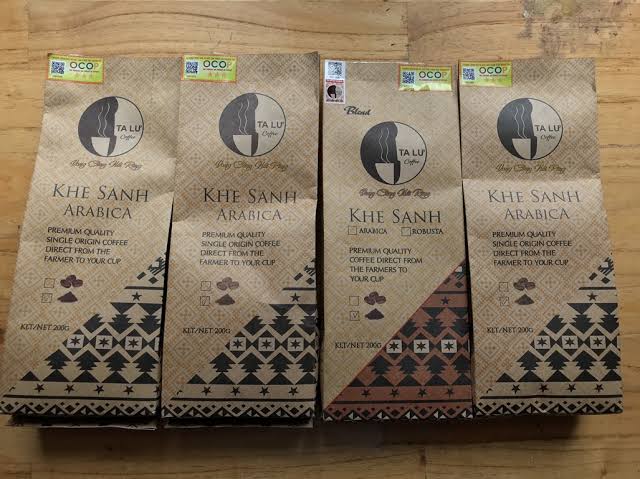 OCOP
TA LƯ
Coffee
KHE SANH
ARABICA
PREMIUM QUALITY
SINGLE ORIGIN COFFEE
DIRECT FROM THE
FARMER TO YOUR CUP
KLT/NET 200G
OCOP
TA LƯ
Coffee
KHE SANH
ARABICA
PREMIUM QUALITY
SINGLE ORIGIN COFFEE
DIRECT FROM THE
FARMER TO YOUR CUP
KLT/NET 200G
OCOP
Blend
TA LƯ
Coffee
KHE SANH
ARABICA ROBUSTA
PREMIUM QUALITY
COFFEE DIRECT FROM
THE FARMERS TO
YOUR CUP
KLT/NET 200G
OCOP
TA LƯ
Coffee
KHE SANH
ARABICA
PREMIUM QUALITY
SINGLE ORIGIN COFFEE
DIRECT FROM THE
FARMER TO YOUR CUP
KLT/NET 200G